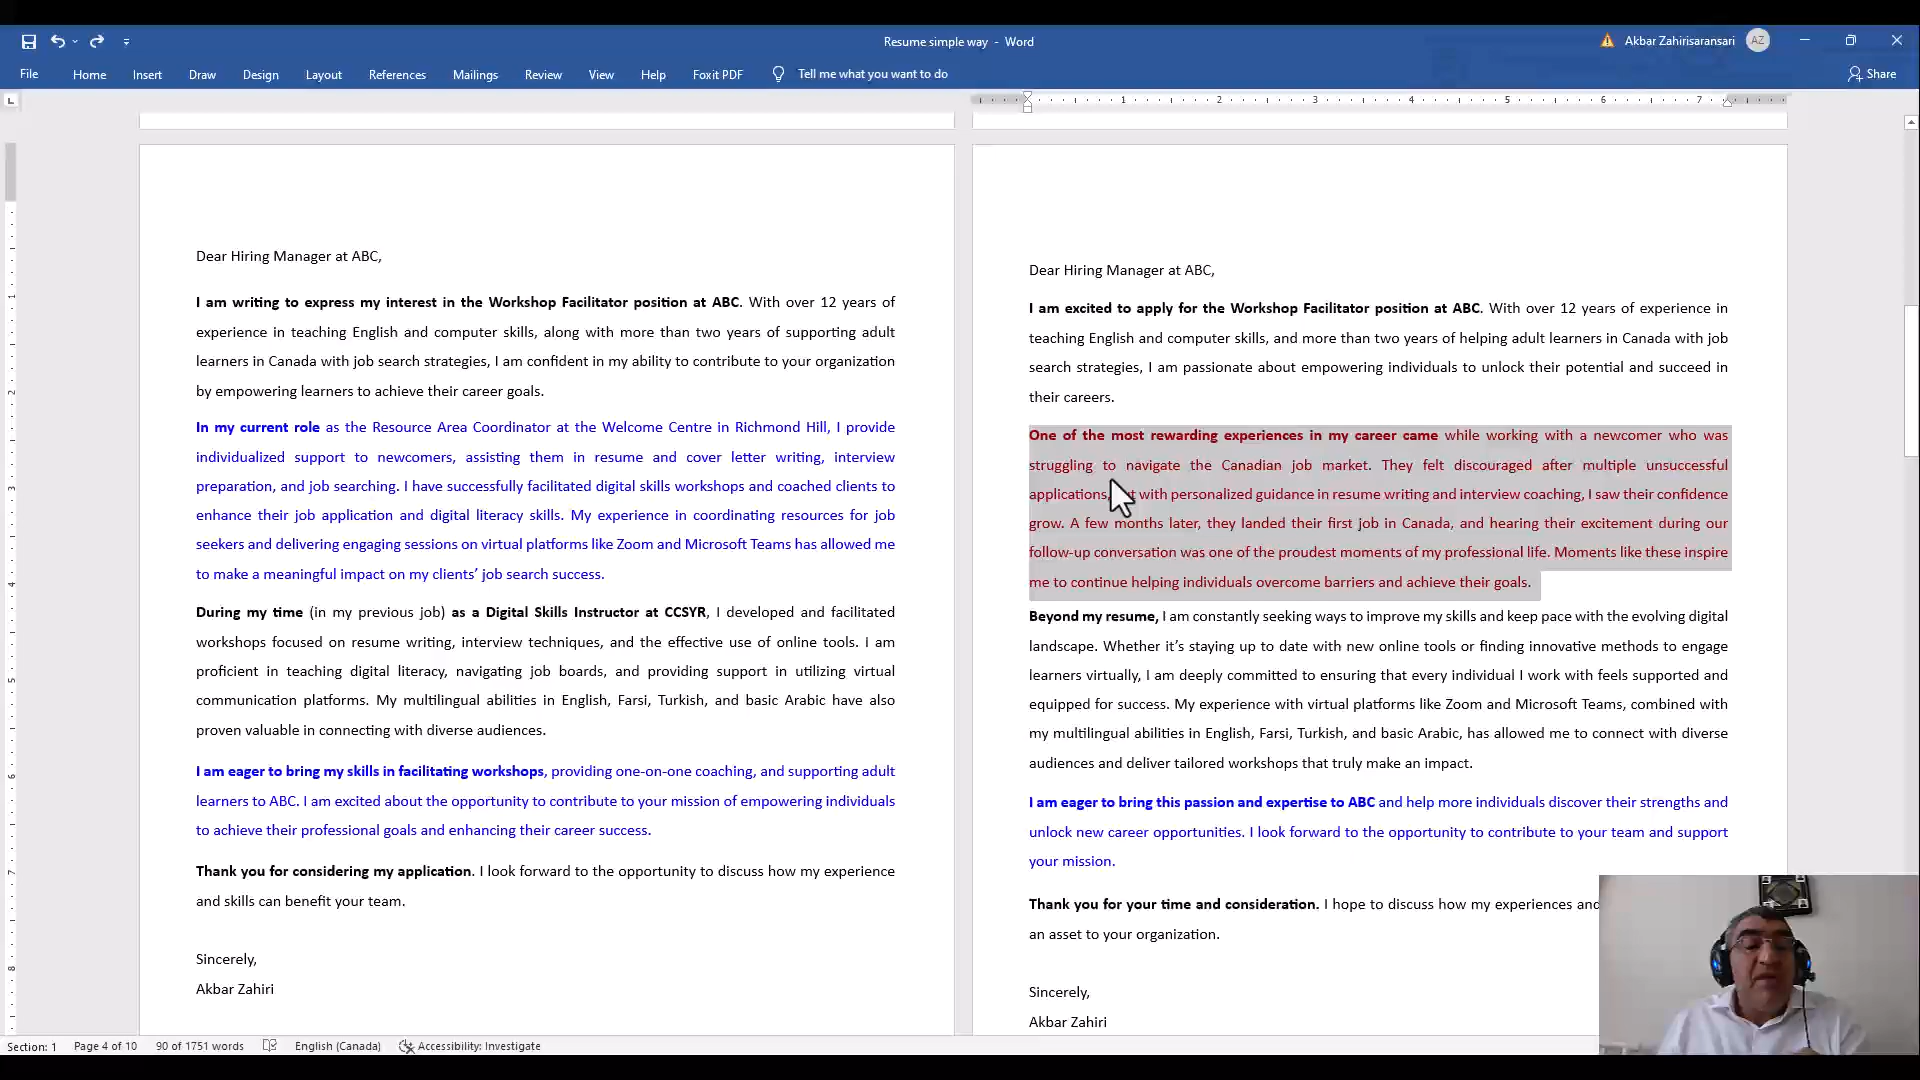 Resume simple way - Word
Akbar Zahirisaransari AZ
File Home Insert Draw Design Layout References Mailings Review View Help Foxit PDF Tell me what you want to do Share
1 2 3 4 5 6 7
Dear Hiring Manager at ABC,
I am writing to express my interest in the Workshop Facilitator position at ABC. With over 12 years of
experience in teaching English and computer skills, along with more than two years of supporting adult
learners in Canada with job search strategies, I am confident in my ability to contribute to your organization
by empowering learners to achieve their career goals.
In my current role as the Resource Area Coordinator at the Welcome Centre in Richmond Hill, I provide
individualized support to newcomers, assisting them in resume and cover letter writing, interview
preparation, and job searching. I have successfully facilitated digital skills workshops and coached clients to
enhance their job application and digital literacy skills. My experience in coordinating resources for job
seekers and delivering engaging sessions on virtual platforms like Zoom and Microsoft Teams has allowed me
to make a meaningful impact on my clients’ job search success.
During my time (in my previous job) as a Digital Skills Instructor at CCSYR, I developed and facilitated
workshops focused on resume writing, interview techniques, and the effective use of online tools. I am
proficient in teaching digital literacy, navigating job boards, and providing support in utilizing virtual
communication platforms. My multilingual abilities in English, Farsi, Turkish, and basic Arabic have also
proven valuable in connecting with diverse audiences.
I am eager to bring my skills in facilitating workshops, providing one-on-one coaching, and supporting adult
learners to ABC. I am excited about the opportunity to contribute to your mission of empowering individuals
to achieve their professional goals and enhancing their career success.
Thank you for considering my application. I look forward to the opportunity to discuss how my experience
and skills can benefit your team.
Sincerely,
Akbar Zahiri
Dear Hiring Manager at ABC,
I am excited to apply for the Workshop Facilitator position at ABC. With over 12 years of experience in
teaching English and computer skills, and more than two years of helping adult learners in Canada with job
search strategies, I am passionate about empowering individuals to unlock their potential and succeed in
their careers.
One of the most rewarding experiences in my career came while working with a newcomer who was
struggling to navigate the Canadian job market. They felt discouraged after multiple unsuccessful
applications, with personalized guidance in resume writing and interview coaching, I saw their confidence
grow. A few months later, they landed their first job in Canada, and hearing their excitement during our
follow-up conversation was one of the proudest moments of my professional life. Moments like these inspire
me to continue helping individuals overcome barriers and achieve their goals.
Beyond my resume, I am constantly seeking ways to improve my skills and keep pace with the evolving digital
landscape. Whether it’s staying up to date with new online tools or finding innovative methods to engage
learners virtually, I am deeply committed to ensuring that every individual I work with feels supported and
equipped for success. My experience with virtual platforms like Zoom and Microsoft Teams, combined with
my multilingual abilities in English, Farsi, Turkish, and basic Arabic, has allowed me to connect with diverse
audiences and deliver tailored workshops that truly make an impact.
I am eager to bring this passion and expertise to ABC and help more individuals discover their strengths and
unlock new career opportunities. I look forward to the opportunity to contribute to your team and support
your mission.
Thank you for your time and consideration. I hope to discuss how my experiences and
an asset to your organization.
Sincerely,
Akbar Zahiri
Section: 1 Page 4 of 10 90 of 1751 words English (Canada) Accessibility: Investigate